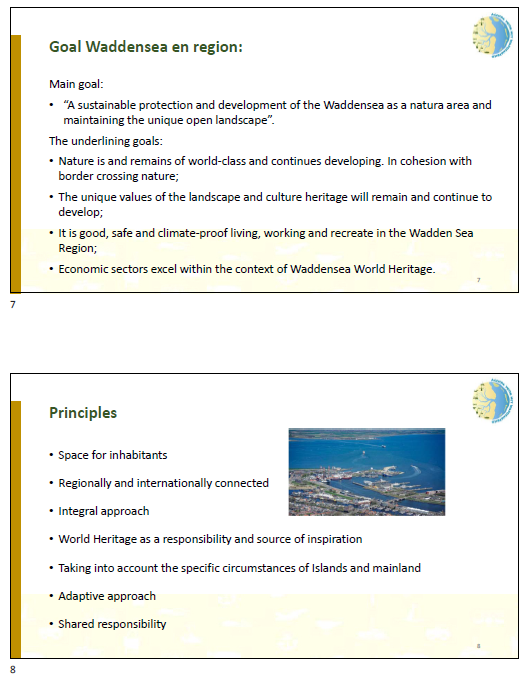 Goal Waddensea en region:
Main goal:
• “A sustainable protection and development of the Waddensea as a natura area and
maintaining the unique open landscape”.
The underlining goals:
• Nature is and remains of world-class and continues developing. In cohesion with
border crossing nature;
• The unique values of the landscape and culture heritage will remain and continue to
develop;
• It is good, safe and climate-proof living, working and recreate in the Wadden Sea
Region;
• Economic sectors excel within the context of Waddensea World Heritage.
7
7
Principles
• Space for inhabitants
• Regionally and internationally connected
• Integral approach
• World Heritage as a responsibility and source of inspiration
• Taking into account the specific circumstances of Islands and mainland
• Adaptive approach
• Shared responsibility
8
8